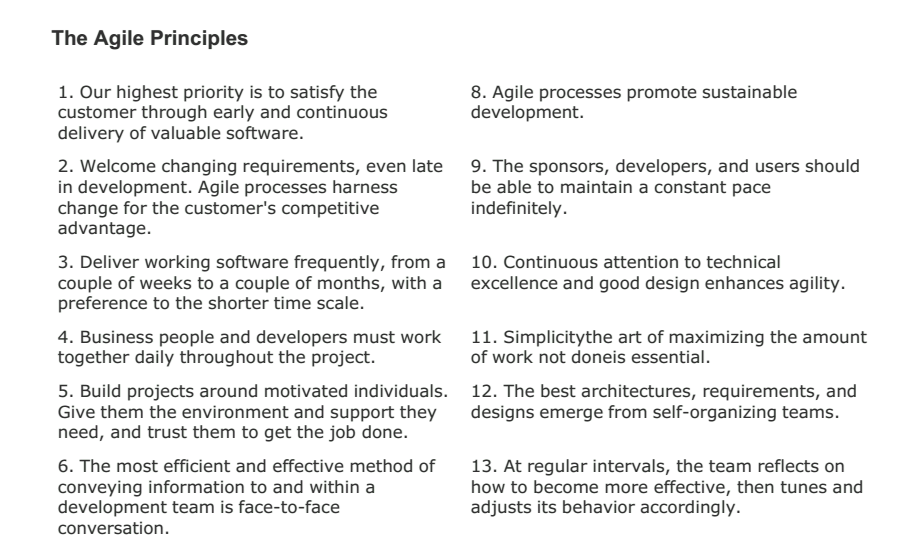 The Agile Principles
1. Our highest priority is to satisfy the
customer through early and continuous
delivery of valuable software.
8. Agile processes promote sustainable
development.
2. Welcome changing requirements, even late
in development. Agile processes harness
change for the customer's competitive
advantage.
9. The sponsors, developers, and users should
be able to maintain a constant pace
indefinitely.
3. Deliver working software frequently, from a
couple of weeks to a couple of months, with a
preference to the shorter time scale.
10. Continuous attention to technical
excellence and good design enhances agility.
4. Business people and developers must work
together daily throughout the project.
11. Simplicitythe art of maximizing the amount
of work not doneis essential.
5. Build projects around motivated individuals.
Give them the environment and support they
need, and trust them to get the job done.
12. The best architectures, requirements, and
designs emerge from self-organizing teams.
6. The most efficient and effective method of
conveying information to and within a
development team is face-to-face
conversation.
13. At regular intervals, the team reflects on
how to become more effective, then tunes and
adjusts its behavior accordingly.